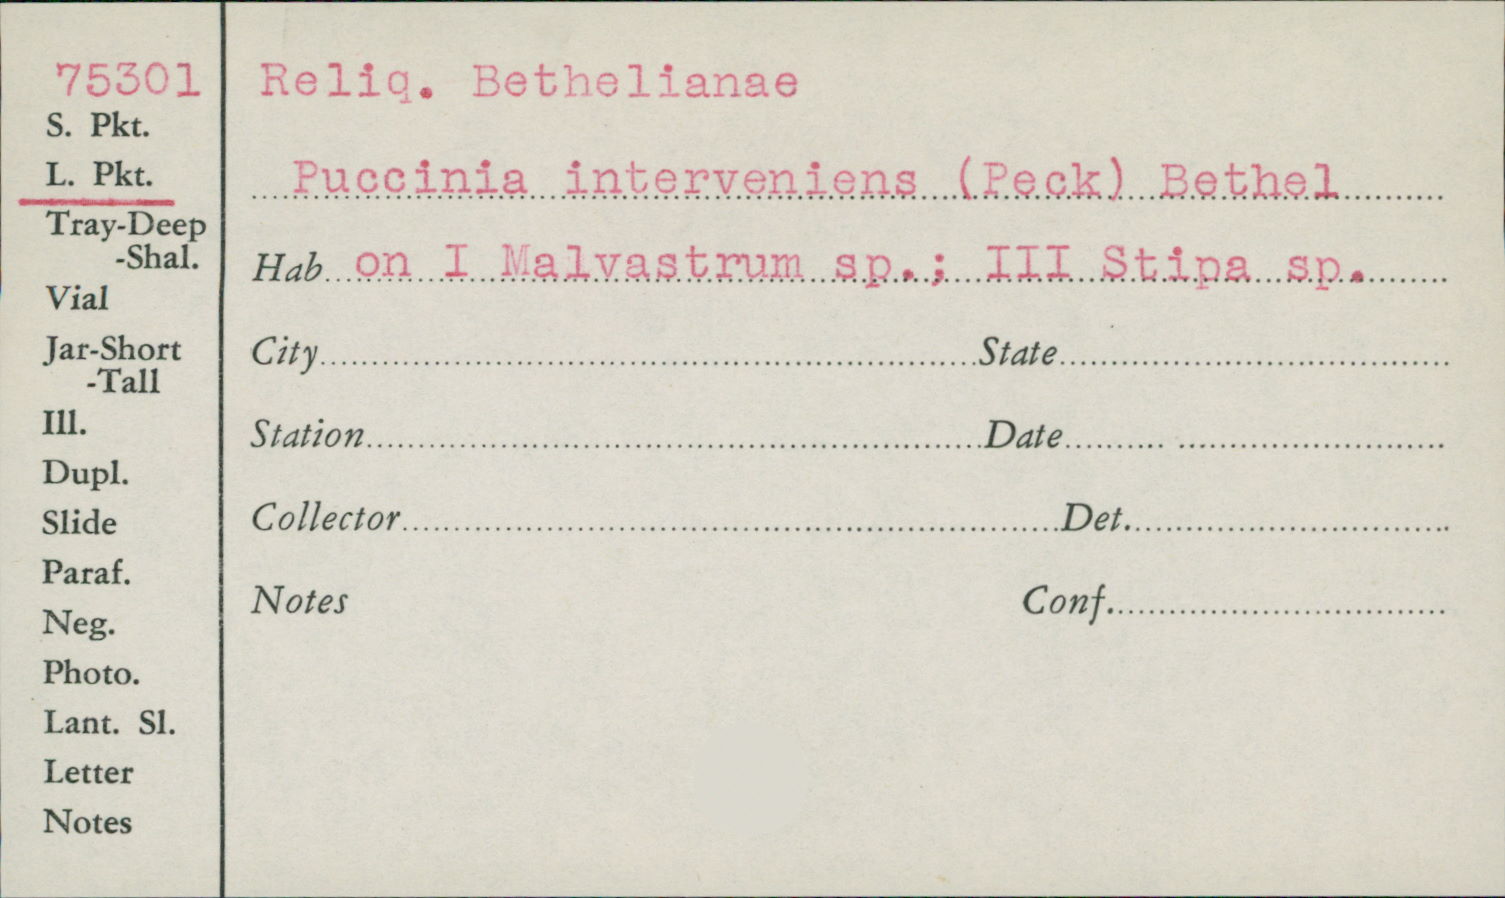 75301
S. Pkt.
L. Pkt.
Tray-Deep
-Shal.
Vial
Jar-Short
-Tall
Ill.
Dupl.
Slide
Paraf.
Neg.
Photo.
Lant. Sl.
Letter
Notes
Reliq. Bethelianae
Puccinia interveniens (Peck) Bethel
Hab on I Malvastrum sp.; III Stipa sp.
City State
Station Date
Collector Det.
Notes Conf.